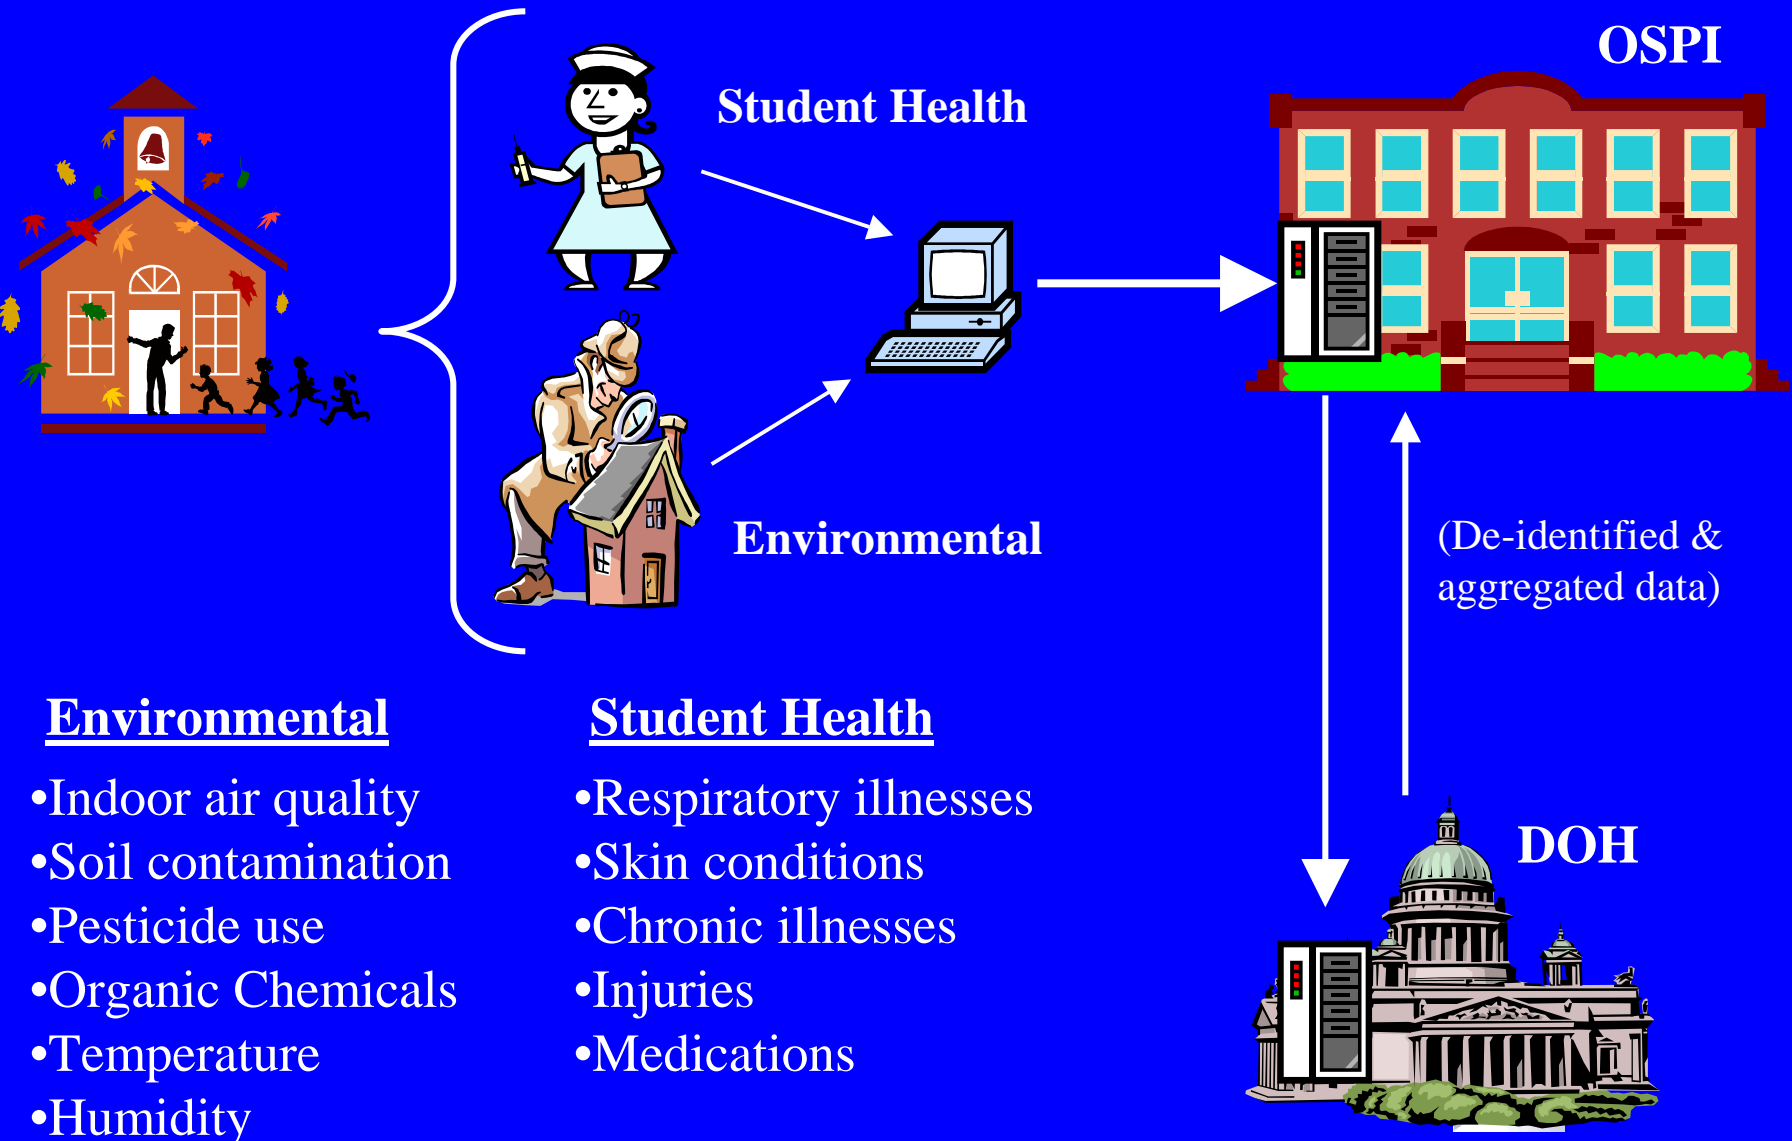 OSPI
Student Health
Environmental
(De-identified &
aggregated data)
Environmental
•Indoor air quality
•Soil contamination
•Pesticide use
•Organic Chemicals
•Temperature
•Humidity
Student Health
•Respiratory illnesses
•Skin conditions
•Chronic illnesses
•Injuries
•Medications
DOH